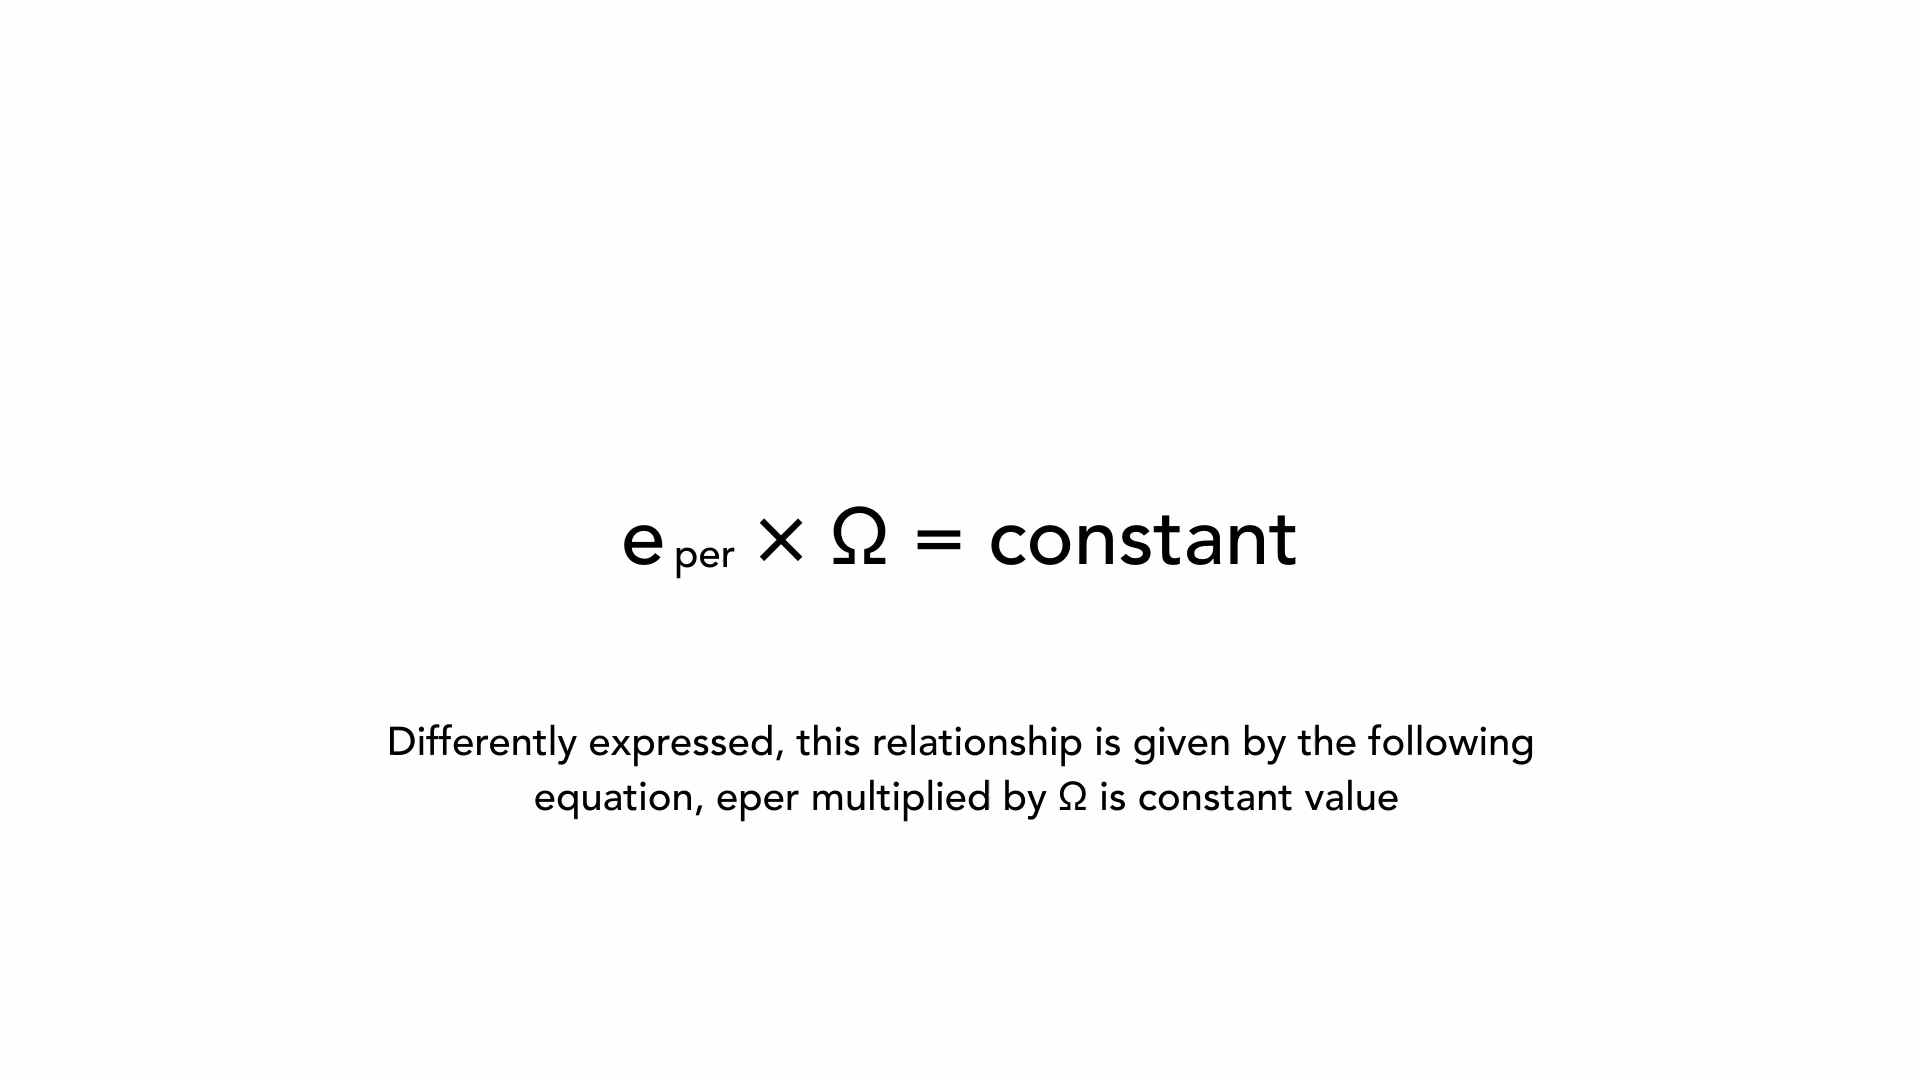 e per × Ω = constant
Differently expressed, this relationship is given by the following
equation, eper multiplied by Ω is constant value